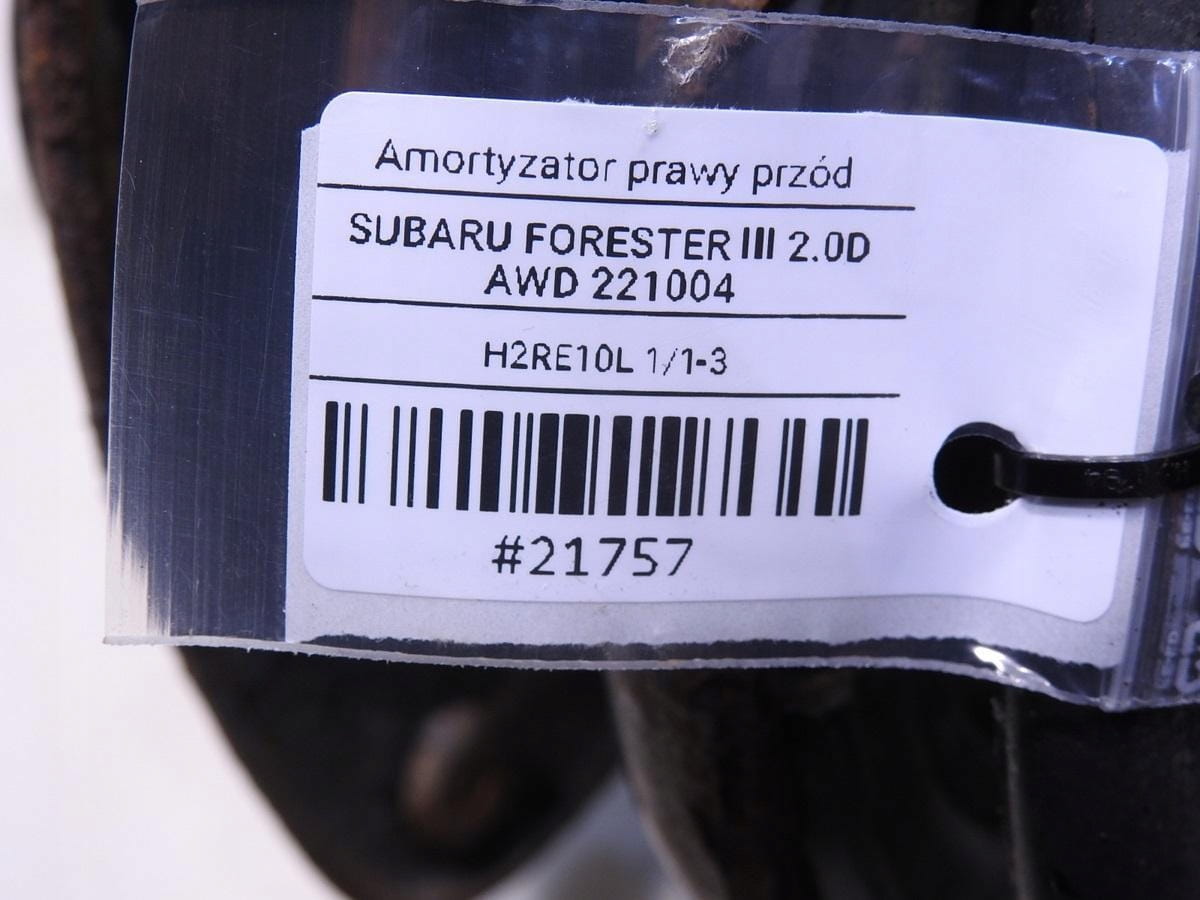 Amortyzator prawy przód
SUBARU FORESTER III 2.0D
AWD 221004
H2RE10L 1/1-3
#21757